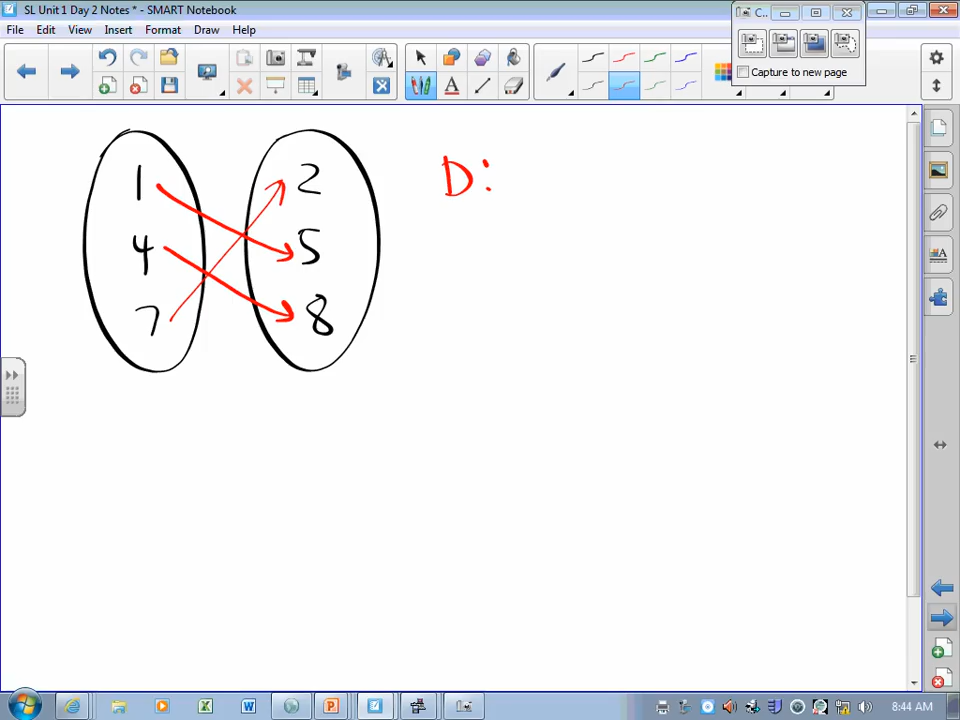 SL Unit 1 Day 2 Notes * - SMART Notebook
C..
File Edit View Insert Format Draw Help
Capture to new page
1 2 D:
4 5
7 8
8:44 AM